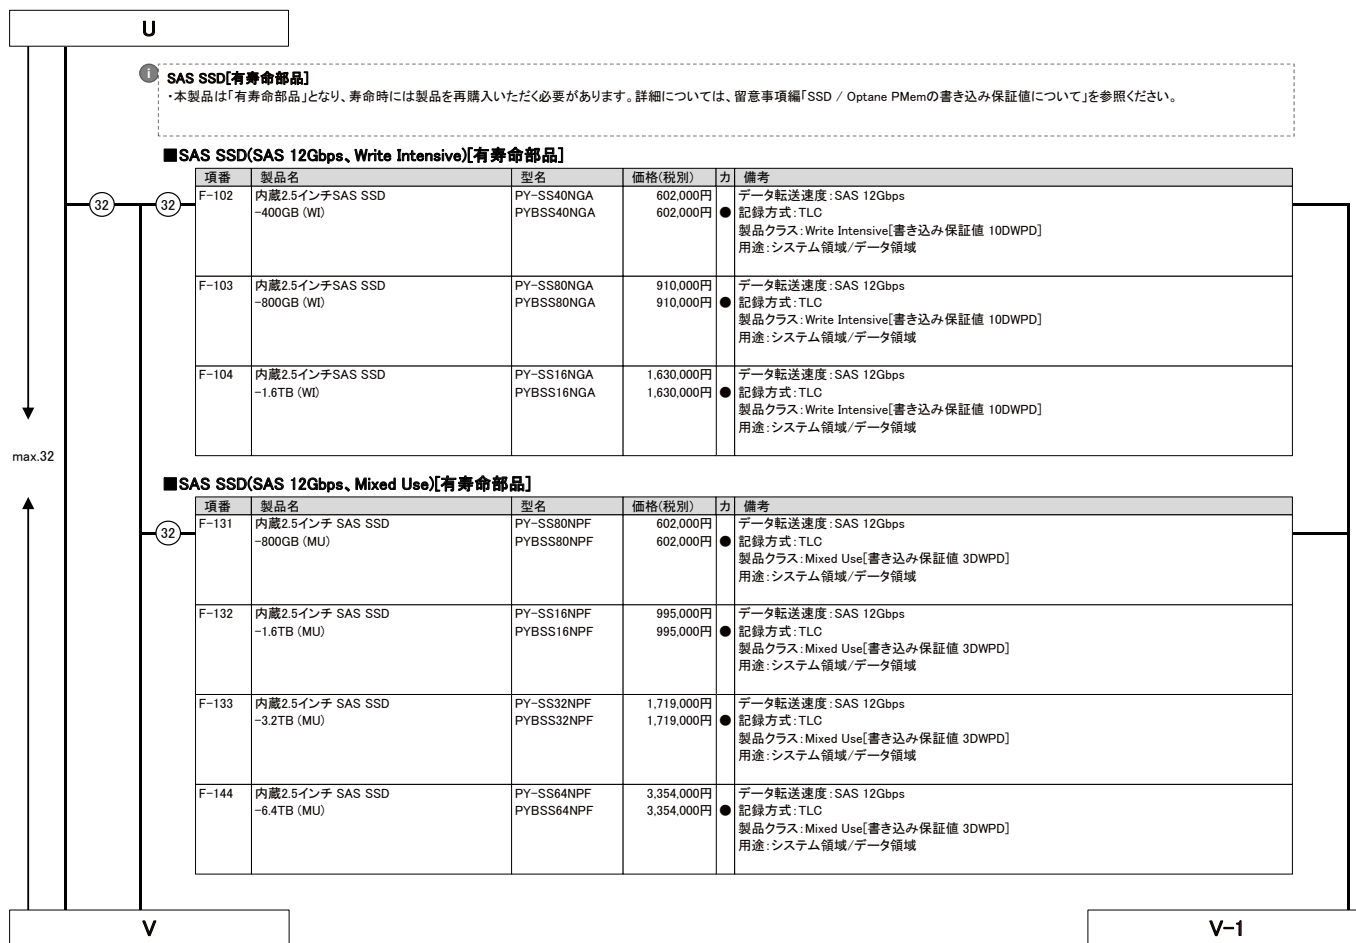 U
i
SAS SSD[有寿命部品]
・本製品は「有寿命部品」となり、寿命時には製品を再購入いただく必要があります。詳細については、留意事項編「SSD / Optane PMemの書き込み保証値について」を参照ください。
■SAS SSD(SAS 12Gbps、Write Intensive)[有寿命部品]
項番 製品名 型名 価格(税別) カ 備考
32 32 F-102 内蔵2.5インチSAS SSD PY-SS40NGA 602,000円 データ転送速度:SAS 12Gbps
-400GB (WI) PYBSS40NGA 602,000円 ● 記録方式:TLC
製品クラス:Write Intensive[書き込み保証値 10DWPD]
用途:システム領域/データ領域
F-103 内蔵2.5インチSAS SSD PY-SS80NGA 910,000円 データ転送速度:SAS 12Gbps
-800GB (WI) PYBSS80NGA 910,000円 ● 記録方式:TLC
製品クラス:Write Intensive[書き込み保証値 10DWPD]
用途:システム領域/データ領域
F-104 内蔵2.5インチSAS SSD PY-SS16NGA 1,630,000円 データ転送速度:SAS 12Gbps
-1.6TB (WI) PYBSS16NGA 1,630,000円 ● 記録方式:TLC
製品クラス:Write Intensive[書き込み保証値 10DWPD]
用途:システム領域/データ領域
max.32
■SAS SSD(SAS 12Gbps、Mixed Use)[有寿命部品]
項番 製品名 型名 価格(税別) カ 備考
32 F-131 内蔵2.5インチ SAS SSD PY-SS80NPF 602,000円 データ転送速度:SAS 12Gbps
-800GB (MU) PYBSS80NPF 602,000円 ● 記録方式:TLC
製品クラス:Mixed Use[書き込み保証値 3DWPD]
用途:システム領域/データ領域
F-132 内蔵2.5インチ SAS SSD PY-SS16NPF 995,000円 データ転送速度:SAS 12Gbps
-1.6TB (MU) PYBSS16NPF 995,000円 ● 記録方式:TLC
製品クラス:Mixed Use[書き込み保証値 3DWPD]
用途:システム領域/データ領域
F-133 内蔵2.5インチ SAS SSD PY-SS32NPF 1,719,000円 データ転送速度:SAS 12Gbps
-3.2TB (MU) PYBSS32NPF 1,719,000円 ● 記録方式:TLC
製品クラス:Mixed Use[書き込み保証値 3DWPD]
用途:システム領域/データ領域
F-144 内蔵2.5インチ SAS SSD PY-SS64NPF 3,354,000円 データ転送速度:SAS 12Gbps
-6.4TB (MU) PYBSS64NPF 3,354,000円 ● 記録方式:TLC
製品クラス:Mixed Use[書き込み保証値 3DWPD]
用途:システム領域/データ領域
V V-1